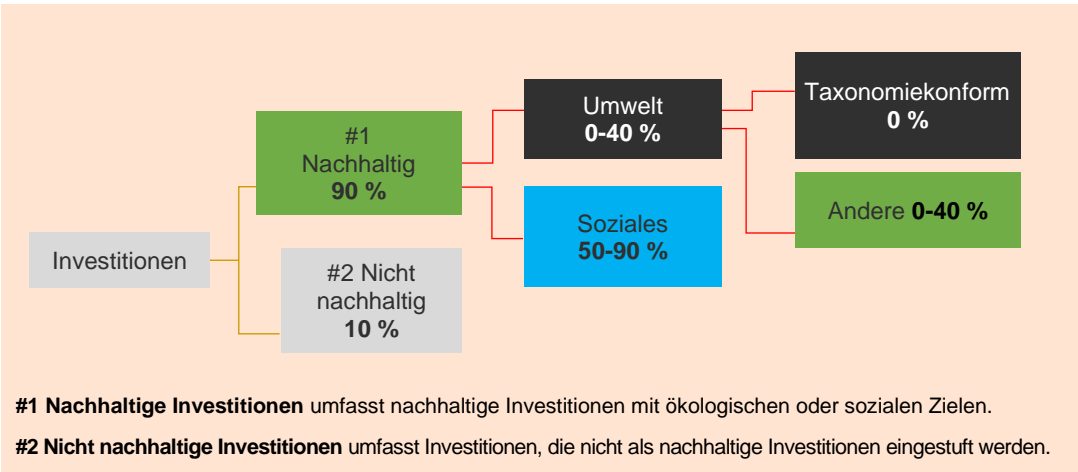 Investitionen
#1
Nachhaltig
90 %
#2 Nicht
nachhaltig
10 %
Umwelt
0-40 %
Soziales
50-90 %
Taxonomiekonform
0 %
Andere 0-40 %
#1 Nachhaltige Investitionen umfasst nachhaltige Investitionen mit ökologischen oder sozialen Zielen.
#2 Nicht nachhaltige Investitionen umfasst Investitionen, die nicht als nachhaltige Investitionen eingestuft werden.